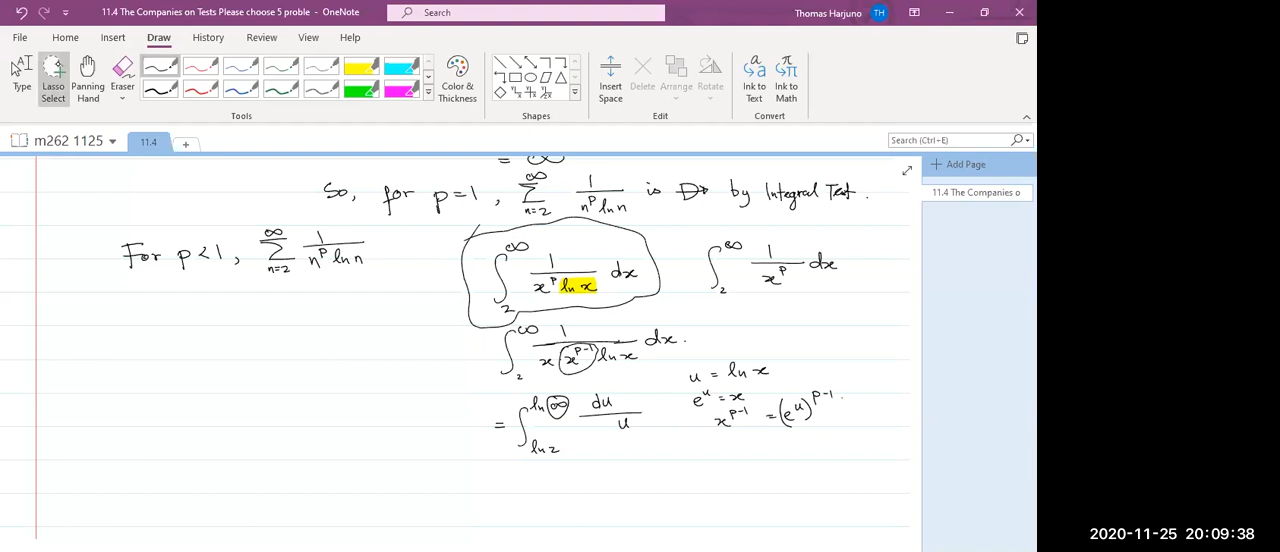 11.4 The Companies on Tests Please choose 5 proble - OneNote
Search
Thomas Harjuno TH
File Home Insert Draw History Review View Help
Type Lasso Select Panning Hand Eraser Color & Thickness Insert Space Delete Arrange Rotate Ink to Text Ink to Math
Tools Shapes Edit Convert
m262 1125 11.4 Search (Ctrl+E)
Add Page
11.4 The Companies o
= ∞
So, for p=1, ∑_{n=2}^{∞} 1/(n^p ln n) is D by Integral Test.
For p<1, ∑_{n=2}^{∞} 1/(n^p ln n) ∫_2^∞ 1/(x^p ln x) dx ∫_2^∞ 1/x^p dx
∫_2^∞ 1/(x x^{p-1} ln x) dx.
u = ln x
e^u = x
x^{p-1} = (e^u)^{p-1}.
= ∫_{ln 2}^{ln ∞} du/u
2020-11-25 20:09:38